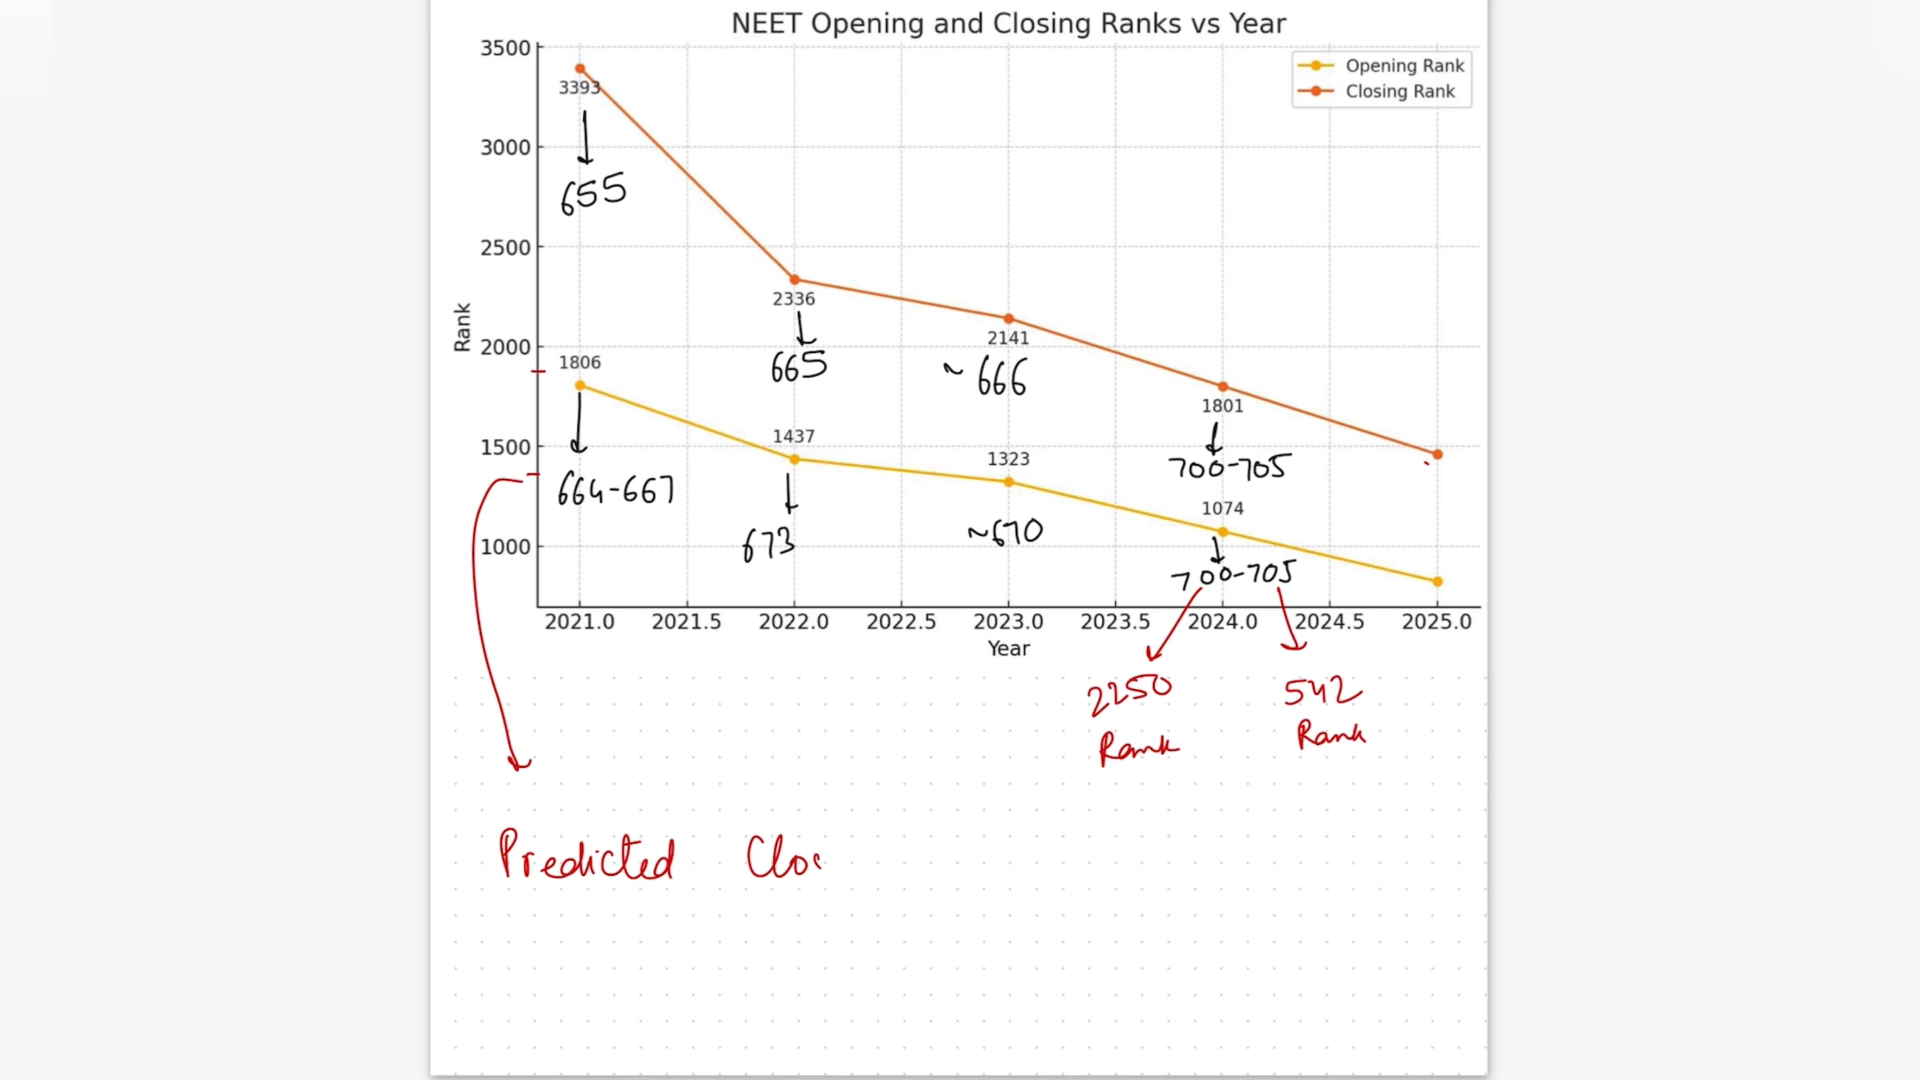 NEET Opening and Closing Ranks vs Year
Opening Rank
Closing Rank
3500
3000
2500
2000
1500
1000
Rank
3393
655
2336
665
2141
~ 666
1801
700-705
1806
664-667
1437
673
1323
~670
1074
700-705
2021.0 2021.5 2022.0 2022.5 2023.0 2023.5 2024.0 2024.5 2025.0
Year
2250
Rank
542
Rank
Predicted Clos